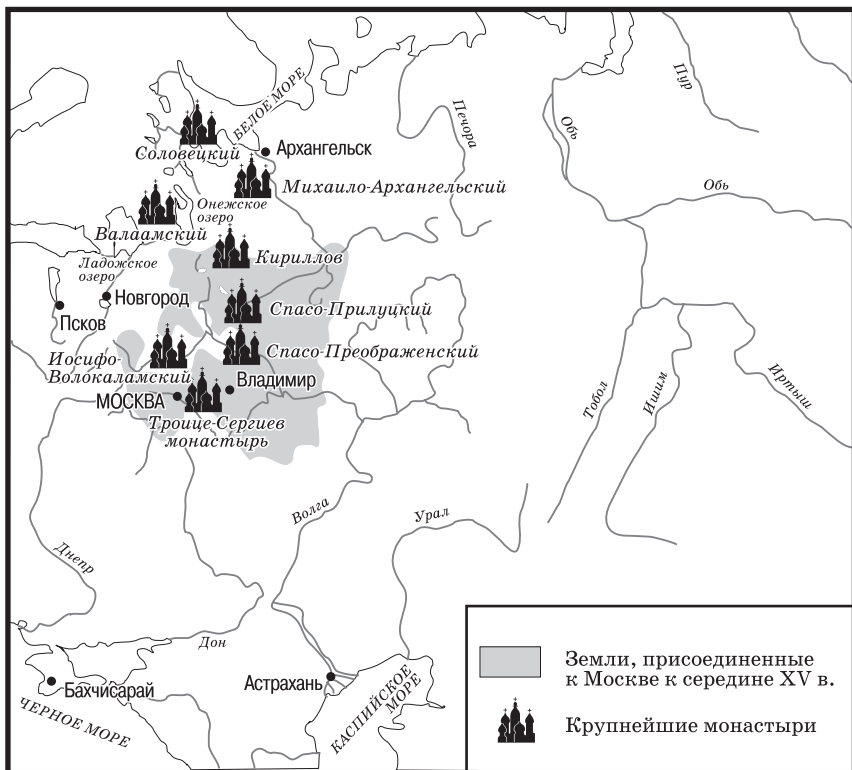 Пур
БЕЛОЕ МОРЕ
Печора
Обь
Соловецкий
Архангельск
Михаило-Архангельский
Обь
Онежское
озеро
Валаамский
Кириллов
Ладожское
озеро
Новгород
Спасо-Прилуцкий
Псков
Иосифо-
Волокаламский
Спасо-Преображенский
Владимир
МОСКВА
Троице-Сергиев
монастырь
Тобол
Ишим
Иртыш
Волга
Урал
Днепр
Дон
Бахчисарай
Астрахань
ЧЕРНОЕ МОРЕ
КАСПИЙСКОЕ
МОРЕ
Земли, присоединенные
к Москве к середине XV в.
Крупнейшие монастыри